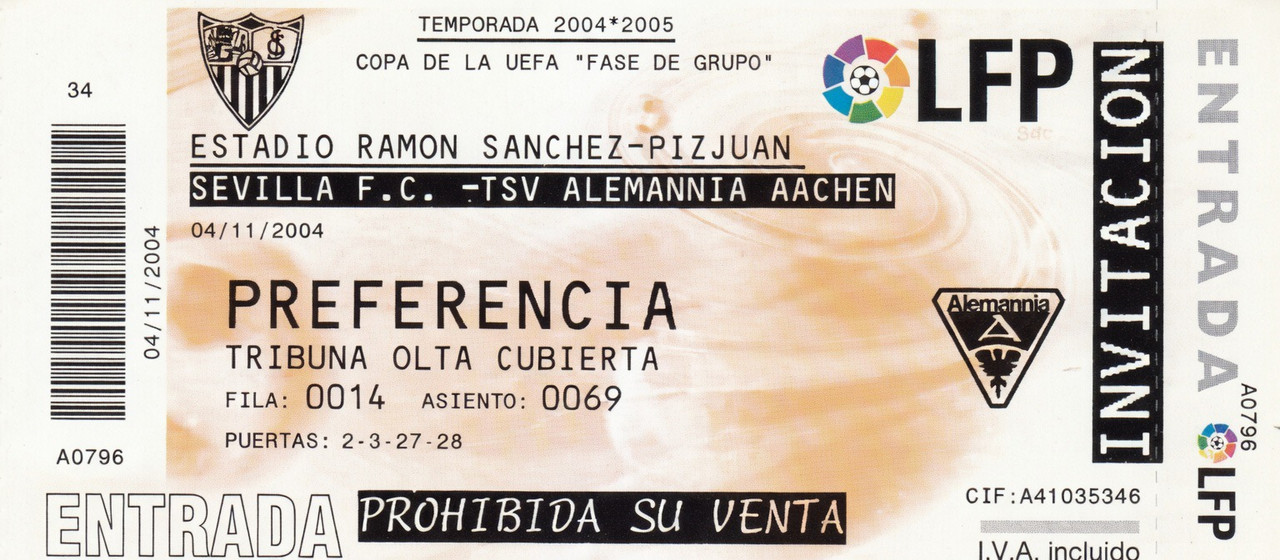 TEMPORADA 2004*2005
COPA DE LA UEFA "FASE DE GRUPO"
LFP
34
ESTADIO RAMON SANCHEZ-PIZJUAN
SEVILLA F.C. -TSV ALEMANNIA AACHEN
04/11/2004
04/11/2004
PREFERENCIA
TRIBUNA OLTA CUBIERTA
FILA: 0014 ASIENTO: 0069
PUERTAS: 2-3-27-28
Alemannia
A
A0796
ENTRADA
PROHIBIDA SU VENTA
CIF:A41035346
I.V.A. incluido
INVITACION
ENTRADA
A0796
LFP